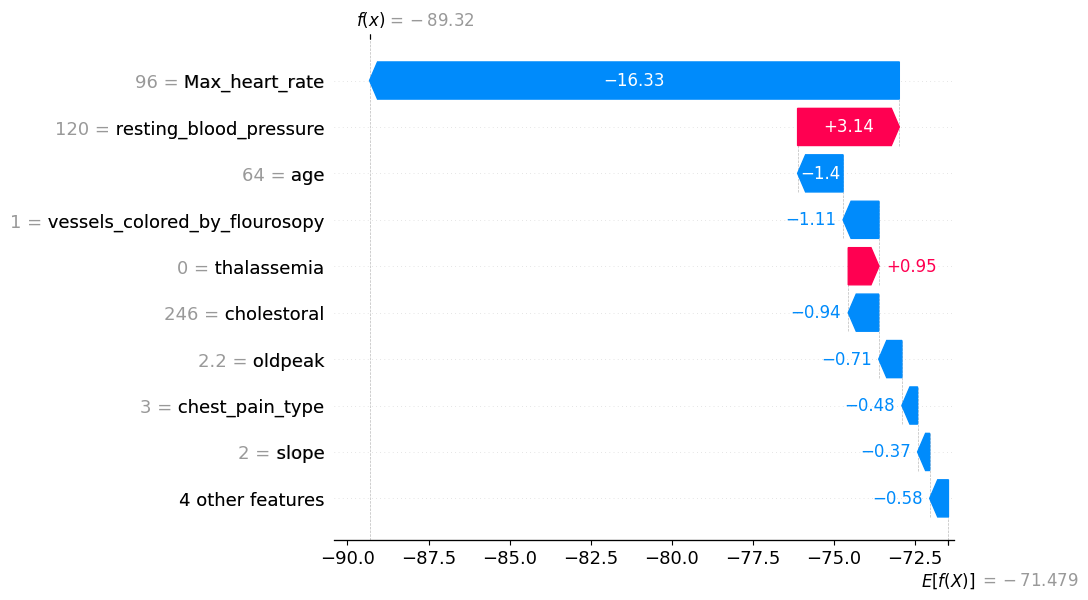 f(x) = −89.32
96 = Max_heart_rate
−16.33
120 = resting_blood_pressure
+3.14
64 = age
−1.4
1 = vessels_colored_by_flourosopy
−1.11
0 = thalassemia
+0.95
246 = cholestoral
−0.94
2.2 = oldpeak
−0.71
3 = chest_pain_type
−0.48
2 = slope
−0.37
4 other features
−0.58
−90.0 −87.5 −85.0 −82.5 −80.0 −77.5 −75.0 −72.5
E[f(X)] = −71.479